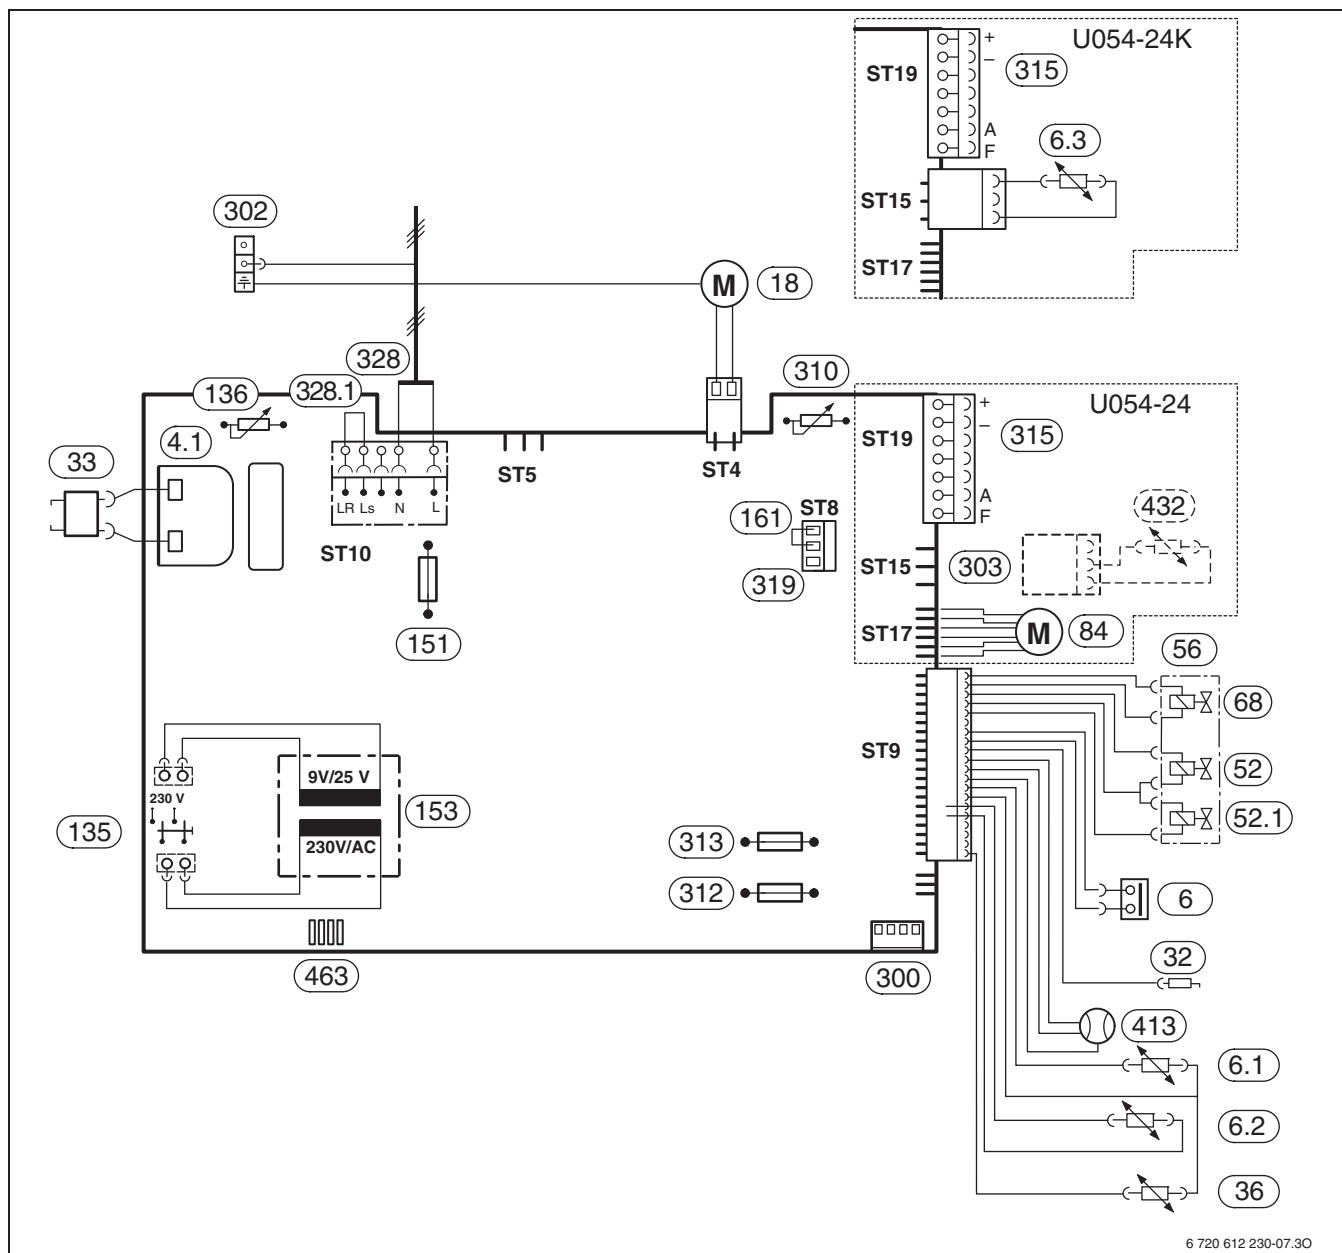 U054-24K
+
–
ST19
315
A
F
6.3
ST15
ST17
302
M
18
328
310
136
328.1
4.1
33
U054-24
+
–
ST19
315
A
F
ST5
ST4
LR Ls N L
ST10
161
ST8
319
432
303
ST15
151
ST17
M
84
56
68
ST9
52
52.1
9V/25 V
230 V
153
135
230V/AC
313
312
6
32
463
300
413
6.1
6.2
36
6 720 612 230-07.3O